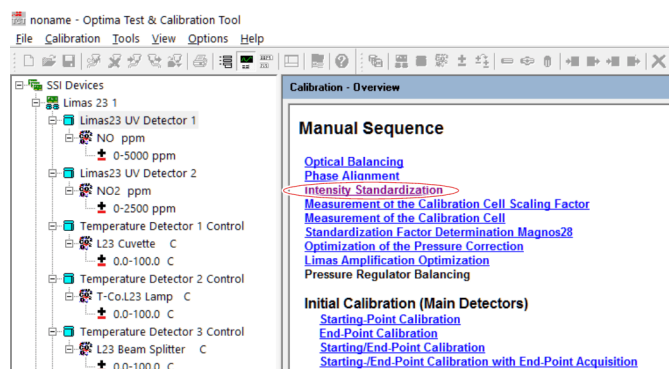 noname - Optima Test & Calibration Tool
File Calibration Tools View Options Help
SSI Devices
Limas 23 1
Limas23 UV Detector 1
NO ppm
0-5000 ppm
Limas23 UV Detector 2
NO2 ppm
0-2500 ppm
Temperature Detector 1 Control
L23 Cuvette C
0.0-100.0 C
Temperature Detector 2 Control
T-Co.L23 Lamp C
0.0-100.0 C
Temperature Detector 3 Control
L23 Beam Splitter C
0.0-100.0 C
Calibration - Overview
Manual Sequence
Optical Balancing
Phase Alignment
Intensity Standardization
Measurement of the Calibration Cell Scaling Factor
Measurement of the Calibration Cell
Standardization Factor Determination Magnos28
Optimization of the Pressure Correction
Limas Amplification Optimization
Pressure Regulator Balancing
Initial Calibration (Main Detectors)
Starting-Point Calibration
End-Point Calibration
Starting/End-Point Calibration
Starting-/End-Point Calibration with End-Point Acquisition